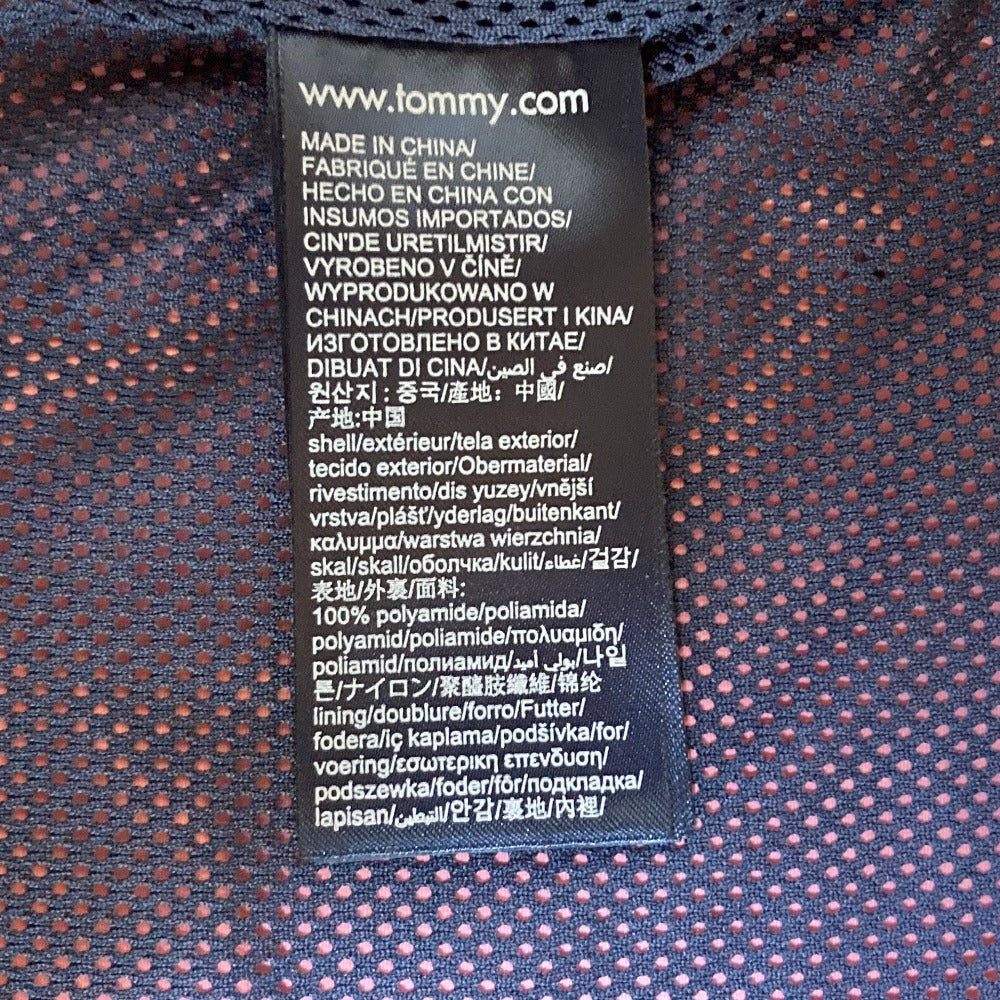 www.tommy.com
MADE IN CHINA/
FABRIQUÉ EN CHINE/
HECHO EN CHINA CON
INSUMOS IMPORTADOS/
CIN'DE URETILMISTIR/
VYROBENO V ČÍNĚ/
WYPRODUKOWANO W
CHINACH/PRODUSERT I KINA/
ИЗГОТОВЛЕНО В КИТАЕ/
DIBUAT DI CINA/صنع في الصين/
원산지 : 중국/產地：中國/
产地:中国
shell/extérieur/tela exterior/
tecido exterior/Obermaterial/
rivestimento/dis yuzey/vnější
vrstva/plášť/yderlag/buitenkant/
καλυμμα/warstwa wierzchnia/
skal/skall/оболчка/kulit/غطاء/겉감/
表地/外裏/面料:
100% polyamide/poliamida/
polyamid/poliamide/πολυαμιδη/
poliamid/полиамид/بولي أميد/나일
론/ナイロン/聚醯胺纖維/锦纶
lining/doublure/forro/Futter/
fodera/iç kaplama/podšívka/for/
voering/εσωτερικη επενδυση/
podszewka/foder/fôr/подкладка/
lapisan/التبطين/안감/裏地/內裡/